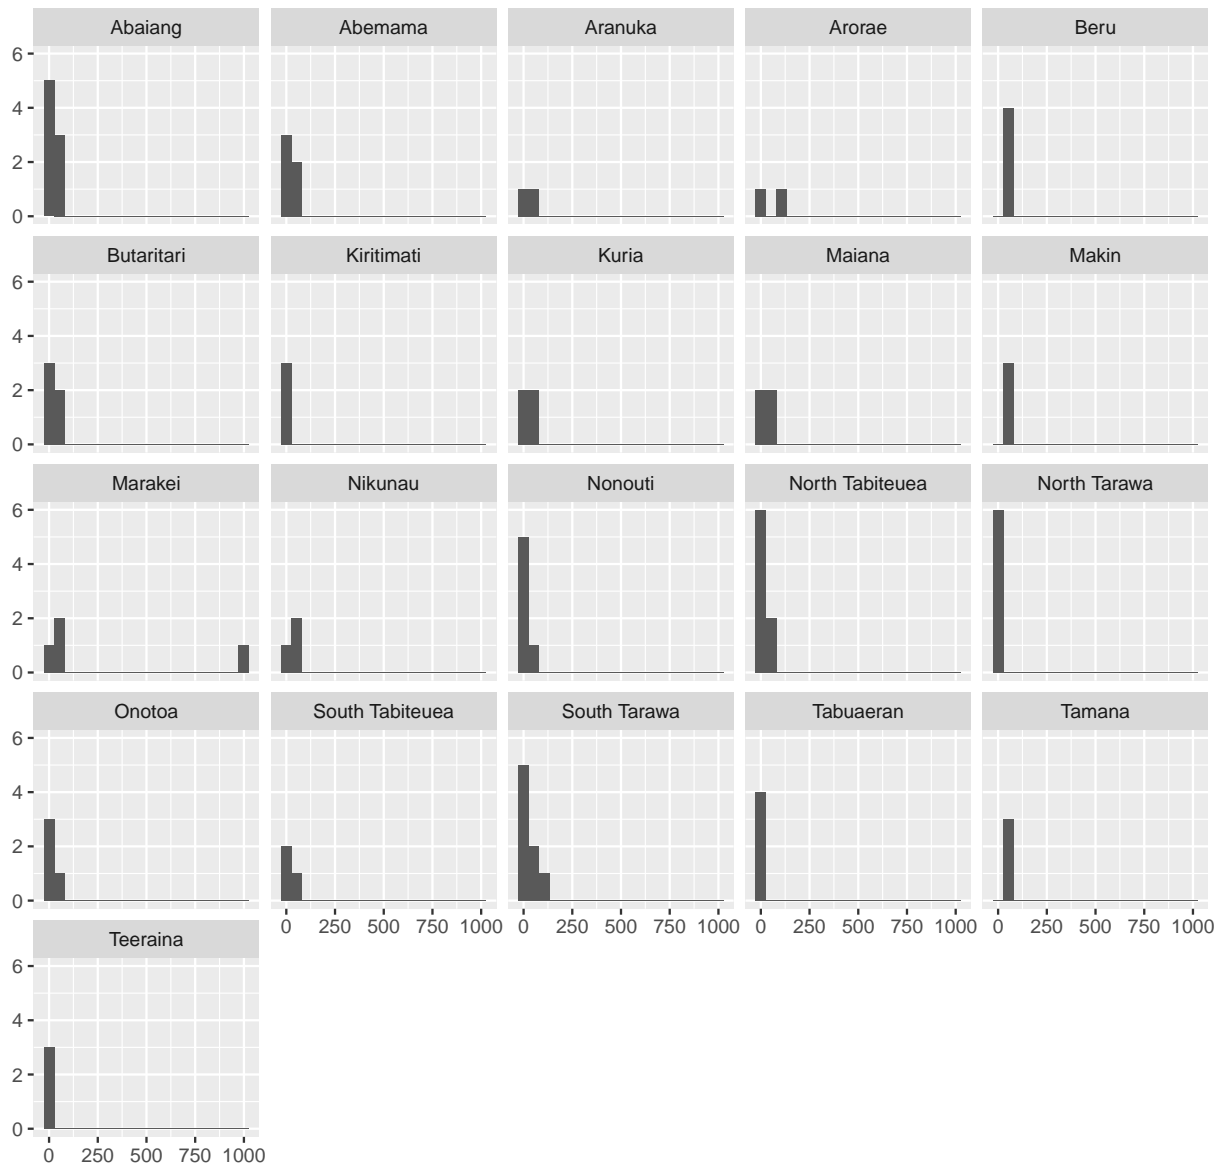 Abaiang Abemama Aranuka Arorae Beru
6
4
2
0
Butaritari Kiritimati Kuria Maiana Makin
6
4
2
0
Marakei Nikunau Nonouti North Tabiteuea North Tarawa
6
4
2
0
Onotoa South Tabiteuea South Tarawa Tabuaeran Tamana
6
4
2
0
0 250 500 750 1000 0 250 500 750 1000 0 250 500 750 1000 0 250 500 750 1000
Teeraina
6
4
2
0
0 250 500 750 1000